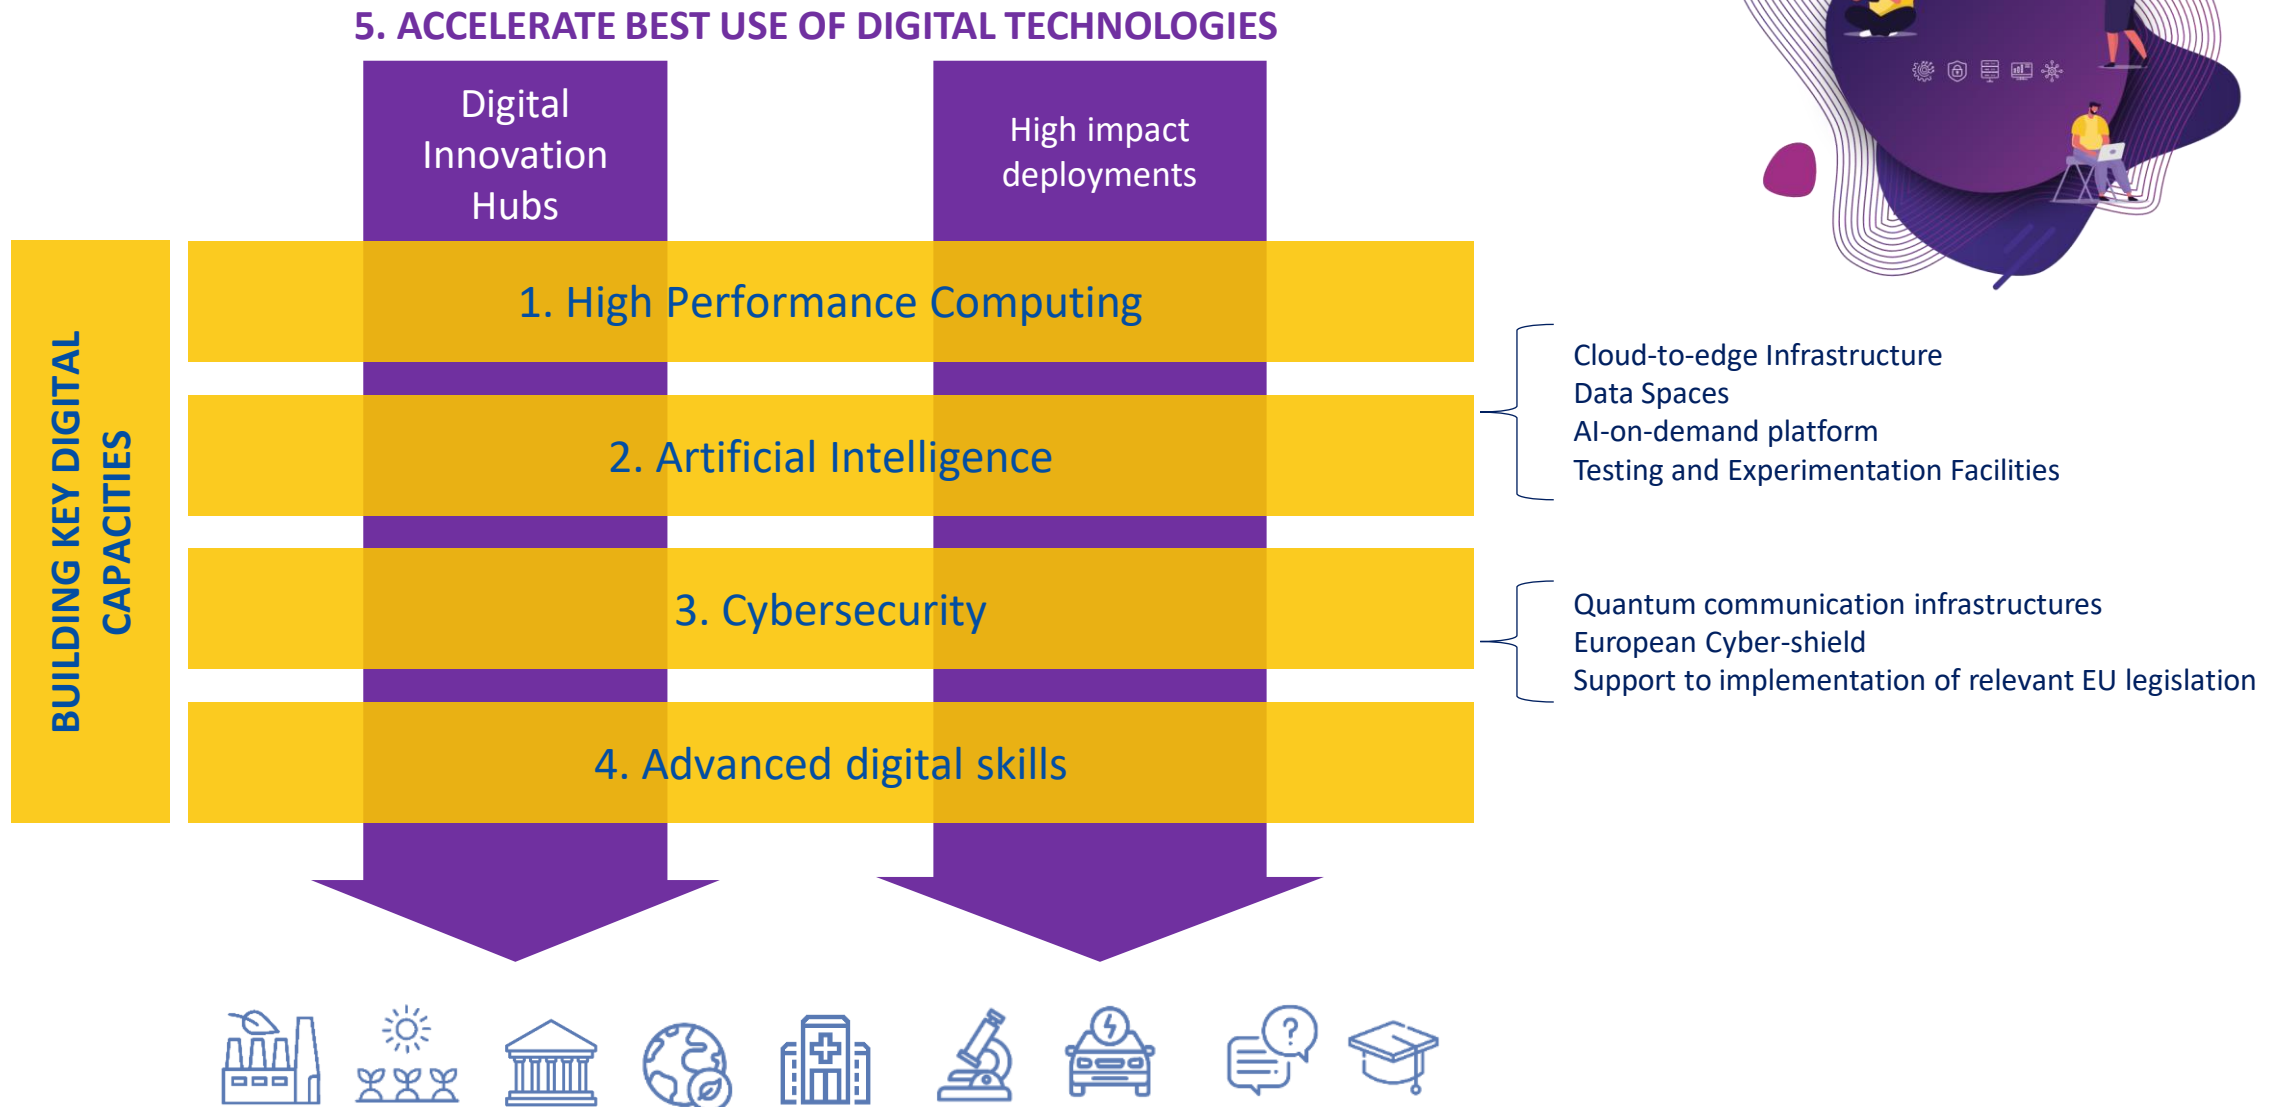 5. ACCELERATE BEST USE OF DIGITAL TECHNOLOGIES
Digital
Innovation
Hubs
High impact
deployments
BUILDING KEY DIGITAL
CAPACITIES
1. High Performance Computing
2. Artificial Intelligence
3. Cybersecurity
4. Advanced digital skills
Cloud-to-edge Infrastructure
Data Spaces
AI-on-demand platform
Testing and Experimentation Facilities
Quantum communication infrastructures
European Cyber-shield
Support to implementation of relevant EU legislation
?